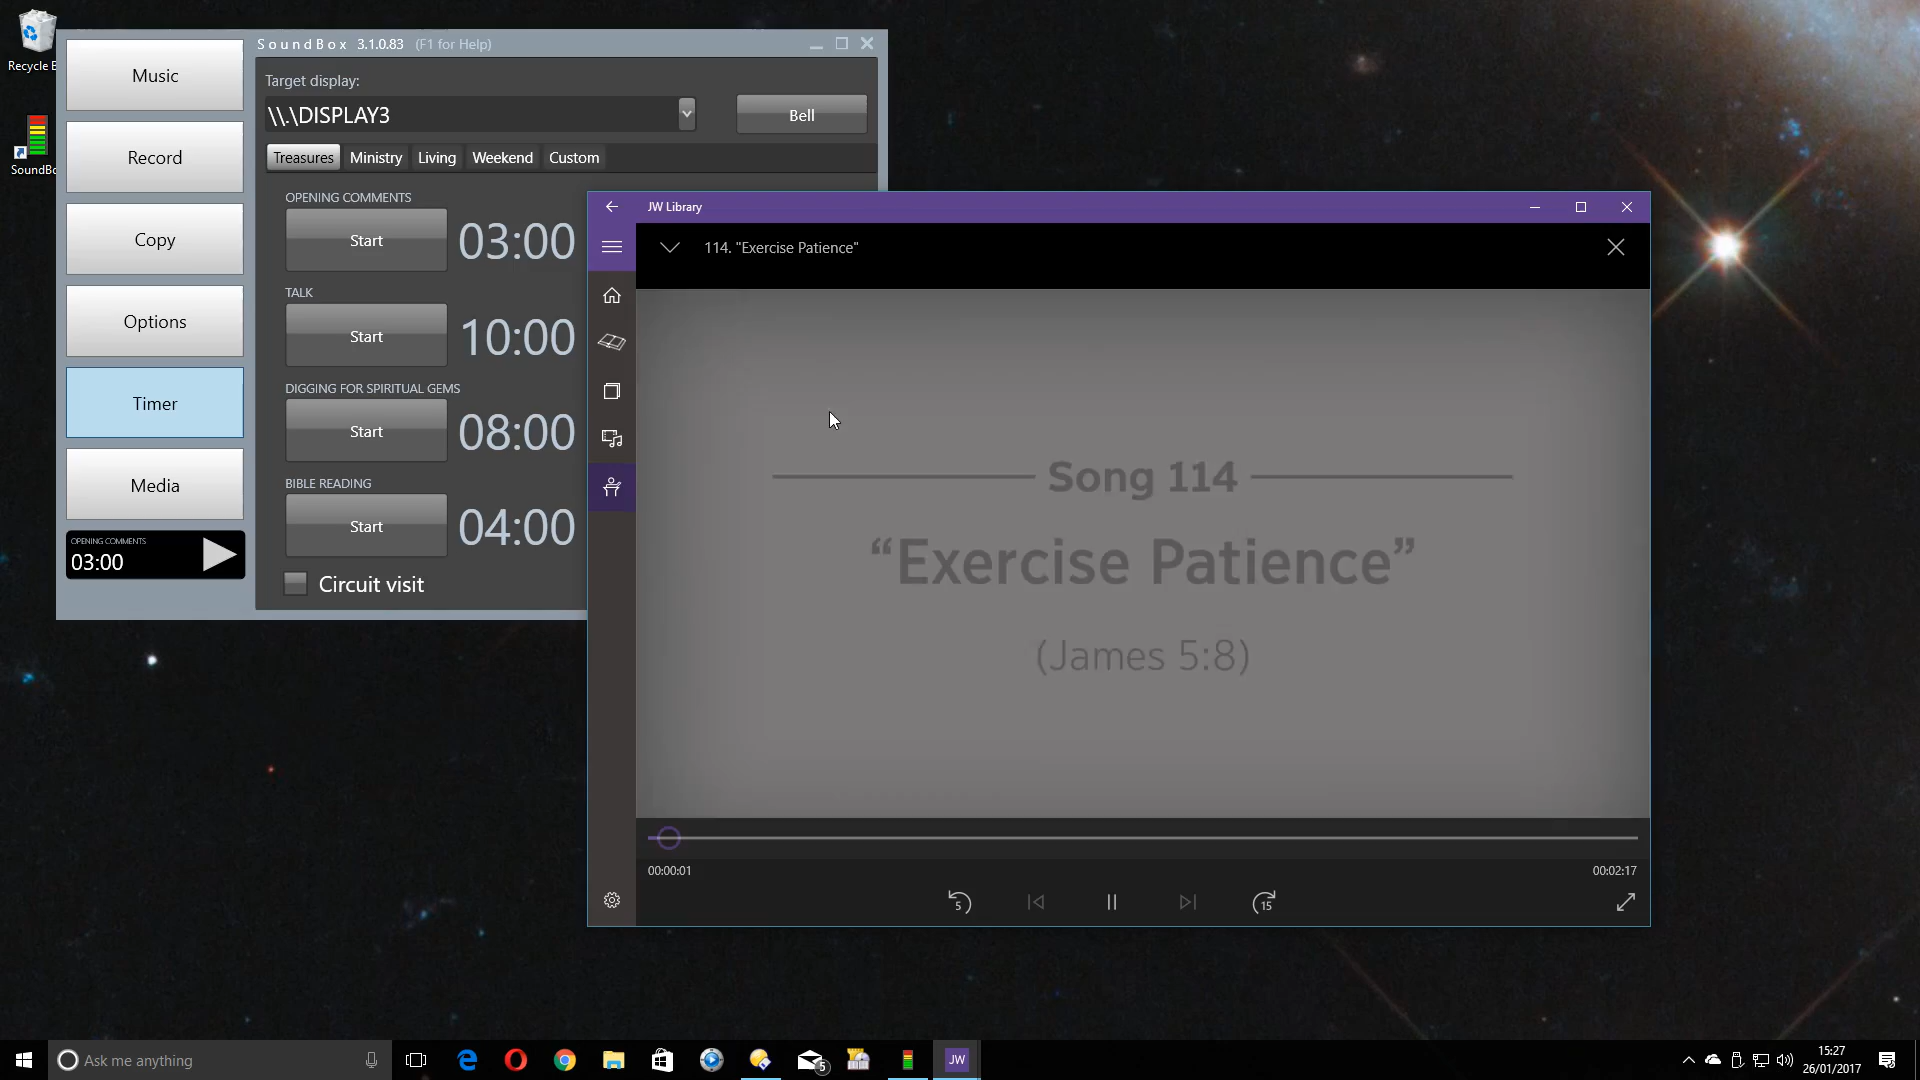 Recycle B
SoundBo
SoundBox 3.1.0.83 (F1 for Help)
Music
Record
Copy
Options
Timer
Media
OPENING COMMENTS
03:00
Target display:
\\.\DISPLAY3
Bell
Treasures Ministry Living Weekend Custom
OPENING COMMENTS
Start 03:00
TALK
Start 10:00
DIGGING FOR SPIRITUAL GEMS
Start 08:00
BIBLE READING
Start 04:00
Circuit visit
JW Library
114. "Exercise Patience"
Song 114
“Exercise Patience”
(James 5:8)
00:00:01 00:02:17
5 15
Ask me anything
5
JW
15:27
26/01/2017